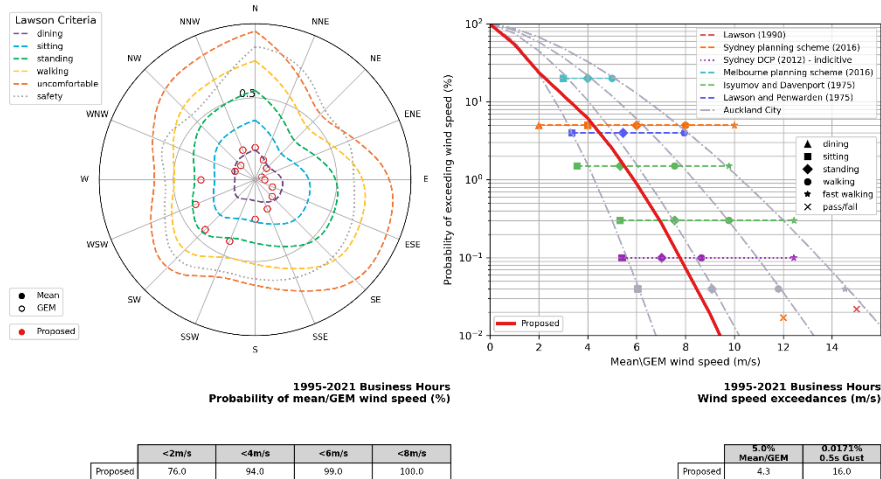 Lawson Criteria
dining
sitting
standing
walking
uncomfortable
safety
N
NNE
NE
ENE
E
ESE
SE
SSE
S
SSW
SW
WSW
W
WNW
NW
NNW
0.5
Mean
GEM
Proposed
1995-2021 Business Hours
Probability of mean/GEM wind speed (%)
<2m/s <4m/s <6m/s <8m/s
Proposed 76.0 94.0 99.0 100.0
Probability of exceeding wind speed (%)
10²
10¹
10⁰
10⁻¹
10⁻²
0 2 4 6 8 10 12 14
Mean\GEM wind speed (m/s)
Lawson (1990)
Sydney planning scheme (2016)
Sydney DCP (2012) - Indicitive
Melbourne planning scheme (2016)
Isyumov and Davenport (1975)
Lawson and Penwarden (1975)
Auckland City
dining
sitting
standing
walking
fast walking
pass/fail
Proposed
1995-2021 Business Hours
Wind speed exceedances (m/s)
5.0% 0.0171%
Mean/GEM 0.5s Gust
Proposed 4.3 16.0